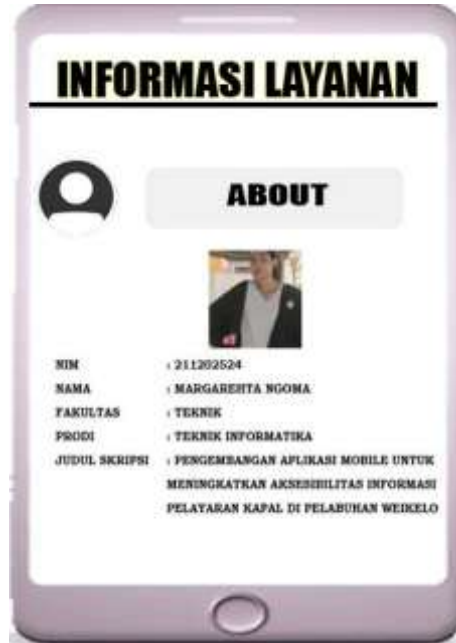 INFORMASI LAYANAN
ABOUT
NIM : 211202524
NAMA : MARGAREHTA NGOMA
FAKULTAS : TEKNIK
PRODI : TEKNIK INFORMATIKA
JUDUL SKRIPSI : PENGEMBANGAN APLIKASI MOBILE UNTUK
MENINGKATKAN AKSESIBILITAS INFORMASI
PELAYARAN KAPAL DI PELABUHAN WEIKELO